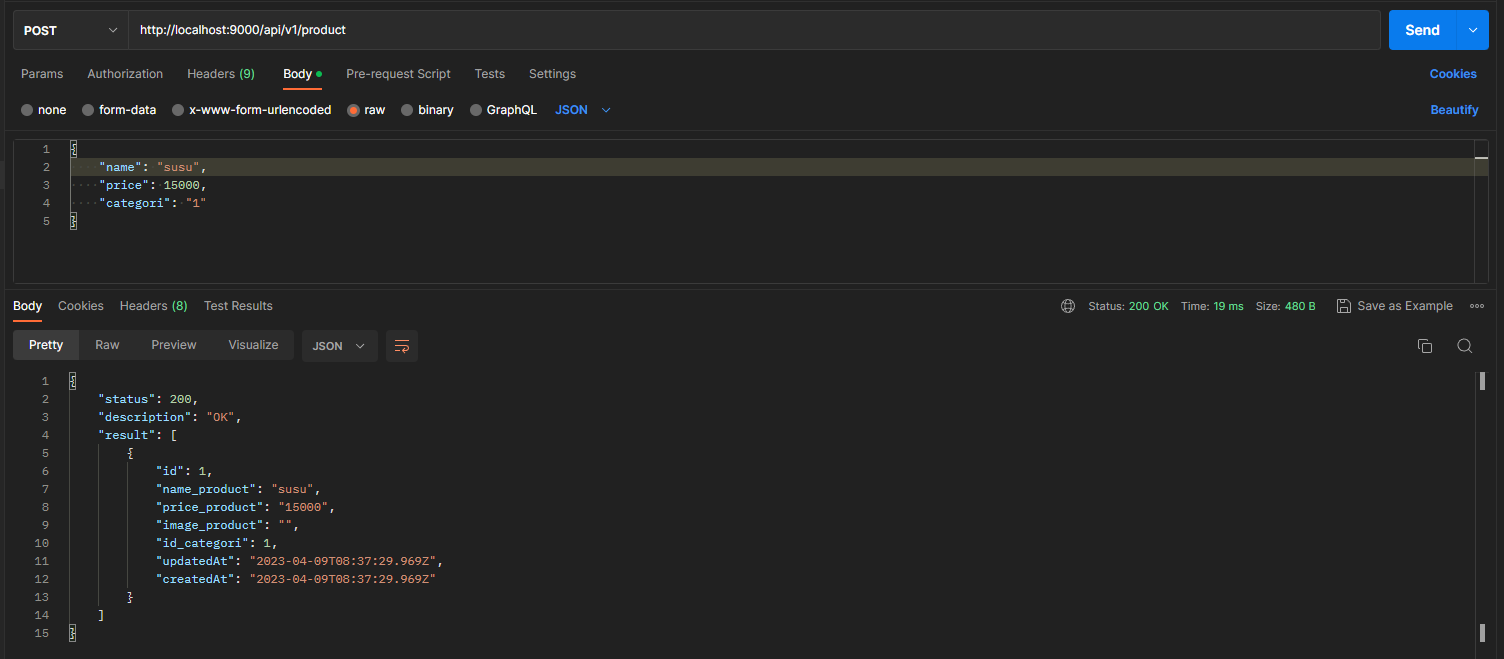 POST http://localhost:9000/api/v1/product Send
Params Authorization Headers (9) Body Pre-request Script Tests Settings Cookies
none form-data x-www-form-urlencoded raw binary GraphQL JSON Beautify
1 {
2 "name": "susu",
3 "price": 15000,
4 "categori": "1"
5 }
Body Cookies Headers (8) Test Results Status: 200 OK Time: 19 ms Size: 480 B Save as Example
Pretty Raw Preview Visualize JSON
1 {
2 "status": 200,
3 "description": "OK",
4 "result": [
5 {
6 "id": 1,
7 "name_product": "susu",
8 "price_product": "15000",
9 "image_product": "",
10 "id_categori": 1,
11 "updatedAt": "2023-04-09T08:37:29.969Z",
12 "createdAt": "2023-04-09T08:37:29.969Z"
13 }
14 ]
15 }